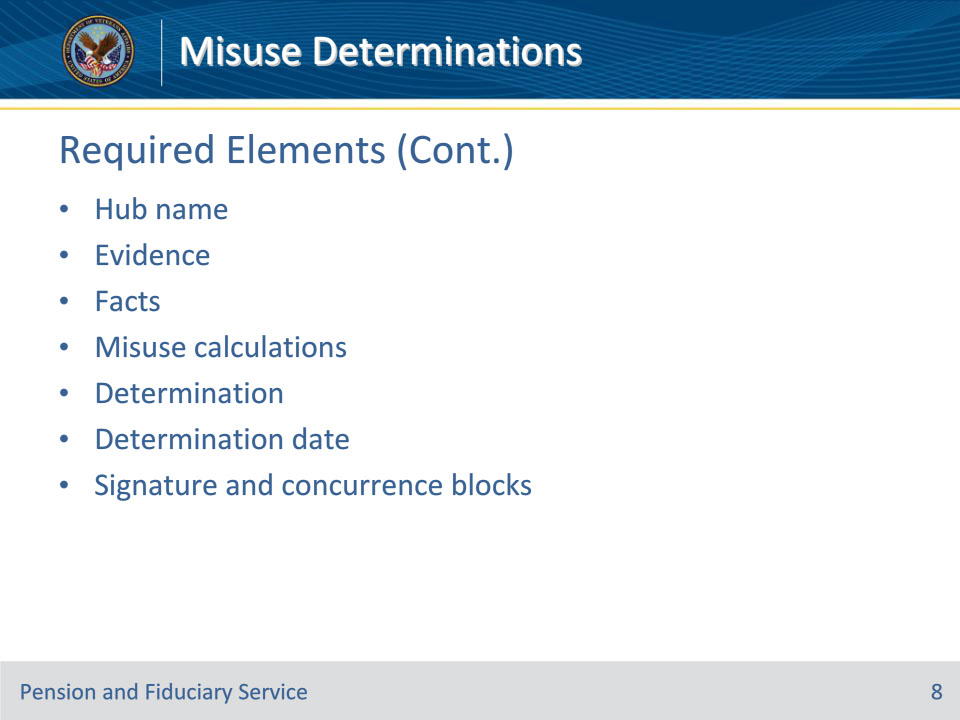 DEPARTMENT OF VETERANS AFFAIRS
UNITED STATES OF AMERICA
Misuse Determinations
Required Elements (Cont.)
• Hub name
• Evidence
• Facts
• Misuse calculations
• Determination
• Determination date
• Signature and concurrence blocks
Pension and Fiduciary Service
8